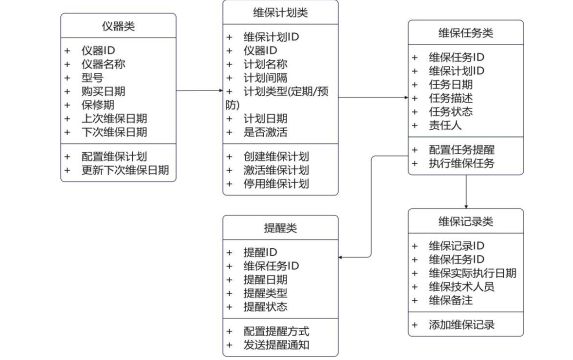 仪器类
+ 仪器ID
+ 仪器名称
+ 型号
+ 购买日期
+ 保修期
+ 上次维保日期
+ 下次维保日期
+ 配置维保计划
+ 更新下次维保日期
维保计划类
+ 维保计划ID
+ 仪器ID
+ 计划名称
+ 计划间隔
+ 计划类型(定期/预
防)
+ 计划日期
+ 是否激活
+ 创建维保计划
+ 激活维保计划
+ 停用维保计划
维保任务类
+ 维保任务ID
+ 维保计划ID
+ 任务日期
+ 任务描述
+ 任务状态
+ 责任人
+ 配置任务提醒
+ 执行维保任务
提醒类
+ 提醒ID
+ 维保任务ID
+ 提醒日期
+ 提醒类型
+ 提醒状态
+ 配置提醒方式
+ 发送提醒通知
维保记录类
+ 维保记录ID
+ 维保任务ID
+ 维保实际执行日期
+ 维保技术人员
+ 维保备注
+ 添加维保记录